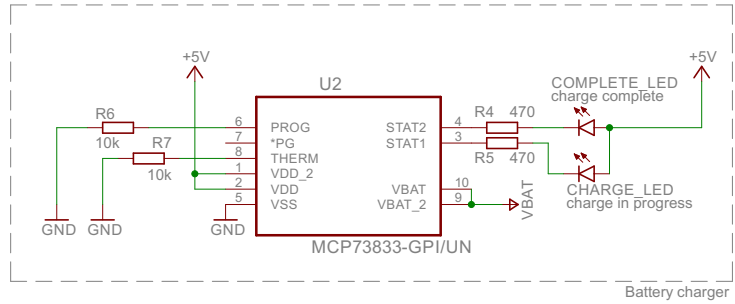 +5V
+5V
U2
COMPLETE_LED
charge complete
R6
10k
R7
10k
6 PROG
7 *PG
8 THERM
1 VDD_2
2 VDD
5 VSS
STAT2 4
STAT1 3
VBAT 10
VBAT_2 9
R4 470
R5 470
CHARGE_LED
charge in progress
VBAT
GND
GND
GND
MCP73833-GPI/UN
Battery charger